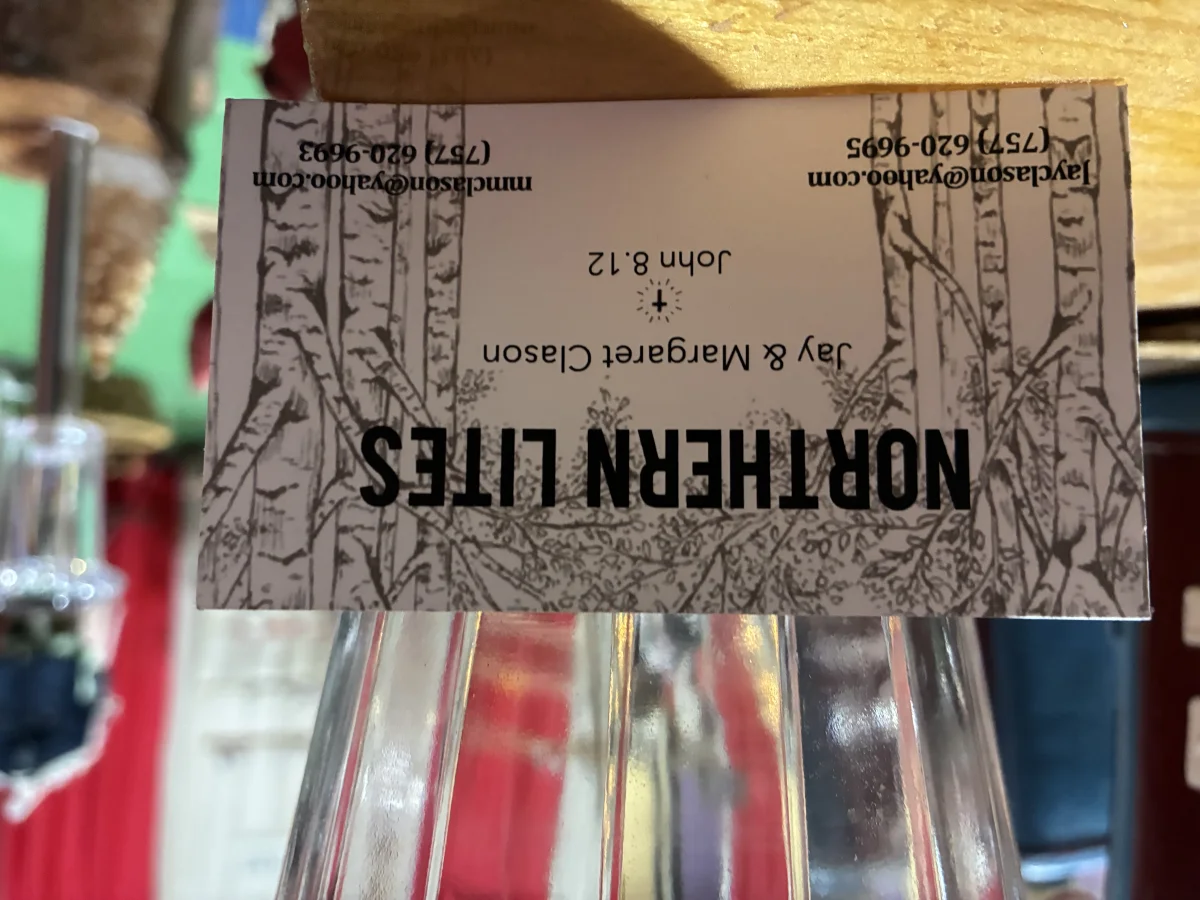 NORTHERN LITES
Jay & Margaret Clason
John 8.12
Jayclason@yahoo.com
(757) 620-9695
mmclason@yahoo.com
(757) 620-9693